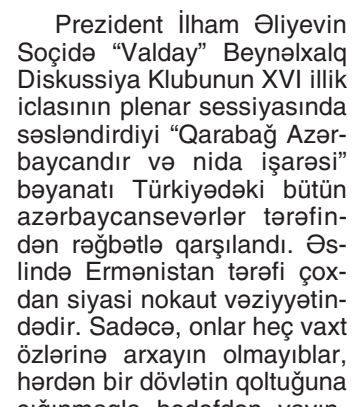 Prezident İlham Əliyevin
Soçidə “Valday” Beynəlxalq
Diskussiya Klubunun XVI illik
iclasının plenar sessiyasında
səsləndirdiyi “Qarabağ Azər-
baycandır və nida işarəsi”
bəyanatı Türkiyədəki bütün
azərbaycansevərlər tərəfin-
dən rəğbətlə qarşılandı. Əs-
lində Ermənistan tərəfi çox-
dan siyasi nokaut vəziyyətin-
dədir. Sadəcə, onlar heç vaxt
özlərinə arxayın olmayıblar,
hərdən bir dövlətin qoltuğuna